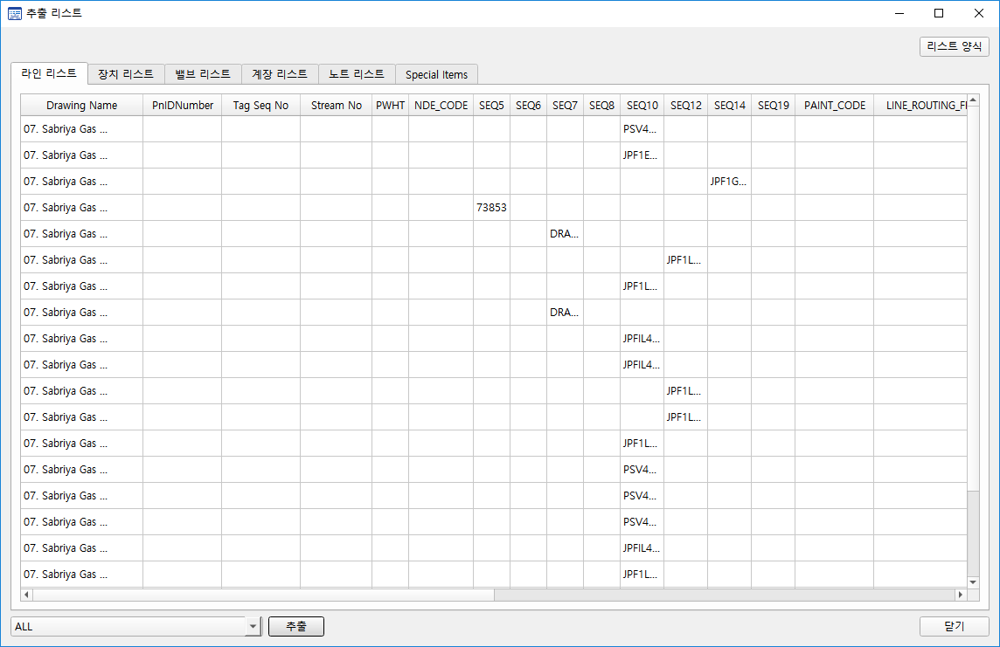 추출 리스트
리스트 양식
라인 리스트 장치 리스트 밸브 리스트 계장 리스트 노트 리스트 Special Items
Drawing Name PnIDNumber Tag Seq No Stream No PWHT NDE_CODE SEQ5 SEQ6 SEQ7 SEQ8 SEQ10 SEQ12 SEQ14 SEQ19 PAINT_CODE LINE_ROUTING_F
07. Sabriya Gas ... PSV4...
07. Sabriya Gas ... JPF1E...
07. Sabriya Gas ... JPF1G...
07. Sabriya Gas ... 73853
07. Sabriya Gas ... DRA...
07. Sabriya Gas ... JPF1L...
07. Sabriya Gas ... JPF1L...
07. Sabriya Gas ... DRA...
07. Sabriya Gas ... JPFIL4...
07. Sabriya Gas ... JPFIL4...
07. Sabriya Gas ... JPF1L...
07. Sabriya Gas ... JPF1L...
07. Sabriya Gas ... JPF1L...
07. Sabriya Gas ... PSV4...
07. Sabriya Gas ... PSV4...
07. Sabriya Gas ... PSV4...
07. Sabriya Gas ... JPFIL4...
07. Sabriya Gas ... JPF1L...
ALL 추출 닫기